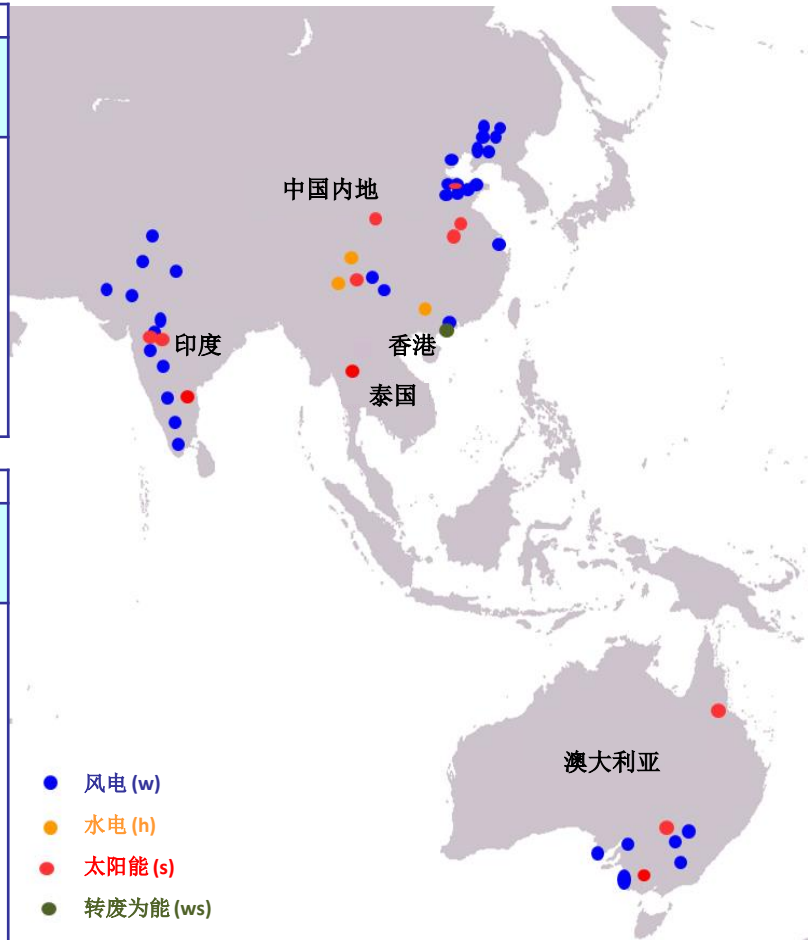 中国内地
印度
香港
泰国
澳大利亚
风电 (w)
水电 (h)
太阳能 (s)
转废为能 (ws)